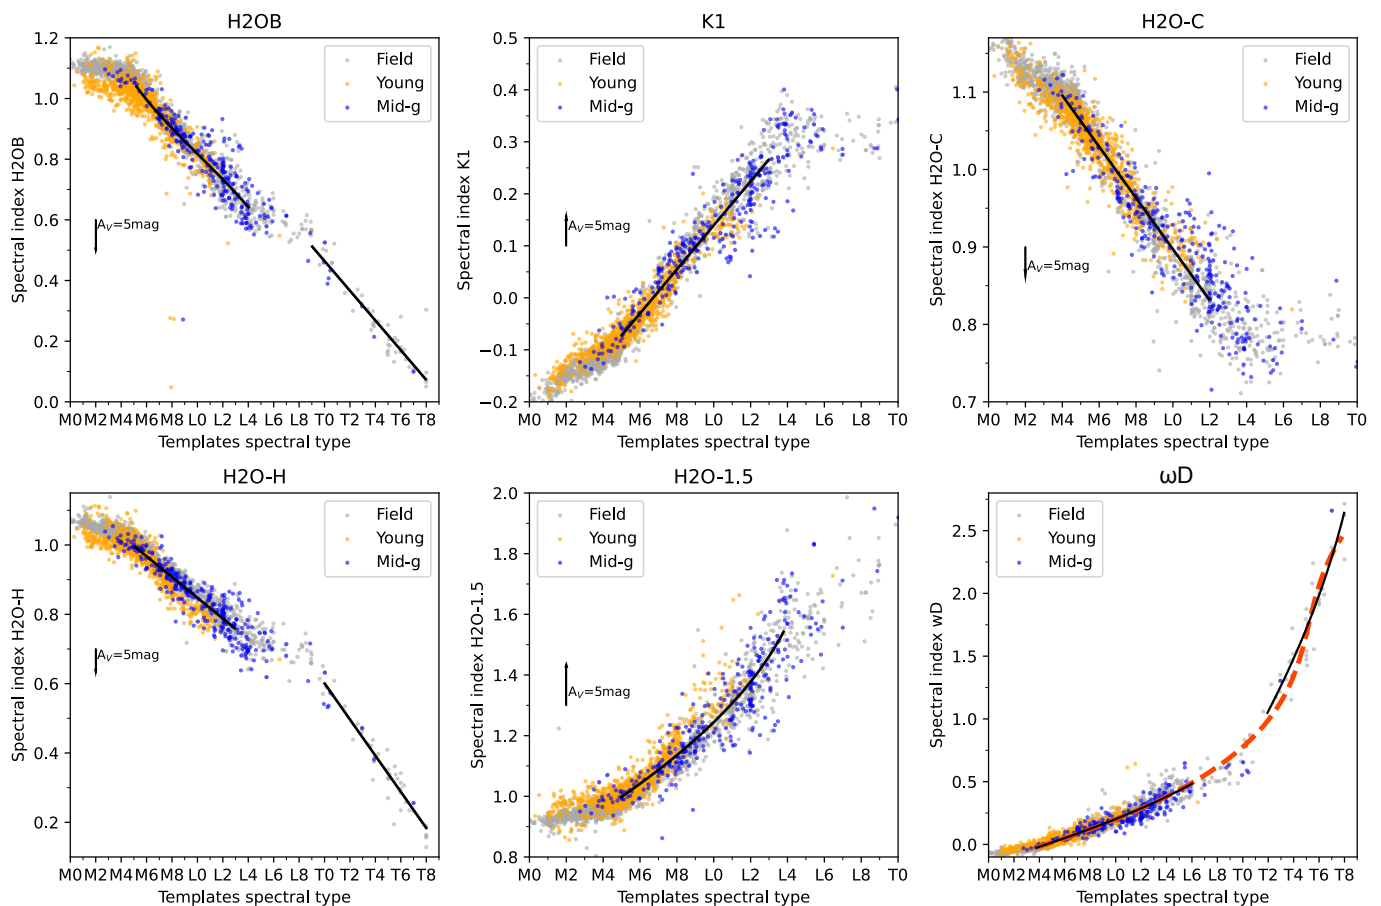 H2OB
Spectral index H2OB
1.2
1.0
0.8
0.6
0.4
0.2
0.0
Field
Young
Mid-g
A_V=5mag
M0 M2 M4 M6 M8 L0 L2 L4 L6 L8 T0 T2 T4 T6 T8
Templates spectral type
K1
Spectral index K1
0.5
0.4
0.3
0.2
0.1
0.0
−0.1
−0.2
Field
Young
Mid-g
A_V=5mag
M0 M2 M4 M6 M8 L0 L2 L4 L6 L8 T0
Templates spectral type
H2O-C
Spectral index H2O-C
1.1
1.0
0.9
0.8
0.7
Field
Young
Mid-g
A_V=5mag
M0 M2 M4 M6 M8 L0 L2 L4 L6 L8 T0
Templates spectral type
H2O-H
Spectral index H2O-H
1.0
0.8
0.6
0.4
0.2
Field
Young
Mid-g
A_V=5mag
M0 M2 M4 M6 M8 L0 L2 L4 L6 L8 T0 T2 T4 T6 T8
Templates spectral type
H2O-1.5
Spectral index H2O-1.5
2.0
1.8
1.6
1.4
1.2
1.0
0.8
Field
Young
Mid-g
A_V=5mag
M0 M2 M4 M6 M8 L0 L2 L4 L6 L8 T0
Templates spectral type
ωD
Spectral index wD
2.5
2.0
1.5
1.0
0.5
0.0
Field
Young
Mid-g
M0 M2 M4 M6 M8 L0 L2 L4 L6 L8 T0 T2 T4 T6 T8
Templates spectral type